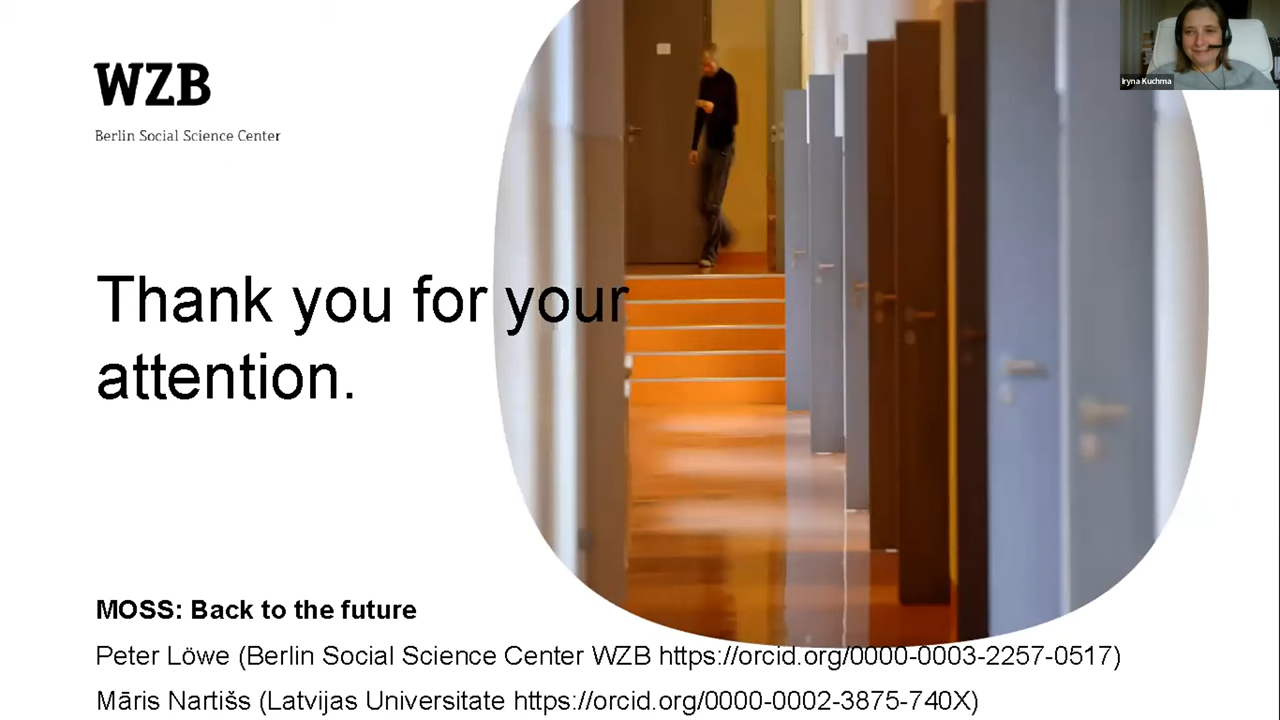 WZB
Berlin Social Science Center
Iryna Kuchma
Thank you for your
attention.
MOSS: Back to the future
Peter Löwe (Berlin Social Science Center WZB https://orcid.org/0000-0003-2257-0517)
Māris Nartišs (Latvijas Universitate https://orcid.org/0000-0002-3875-740X)